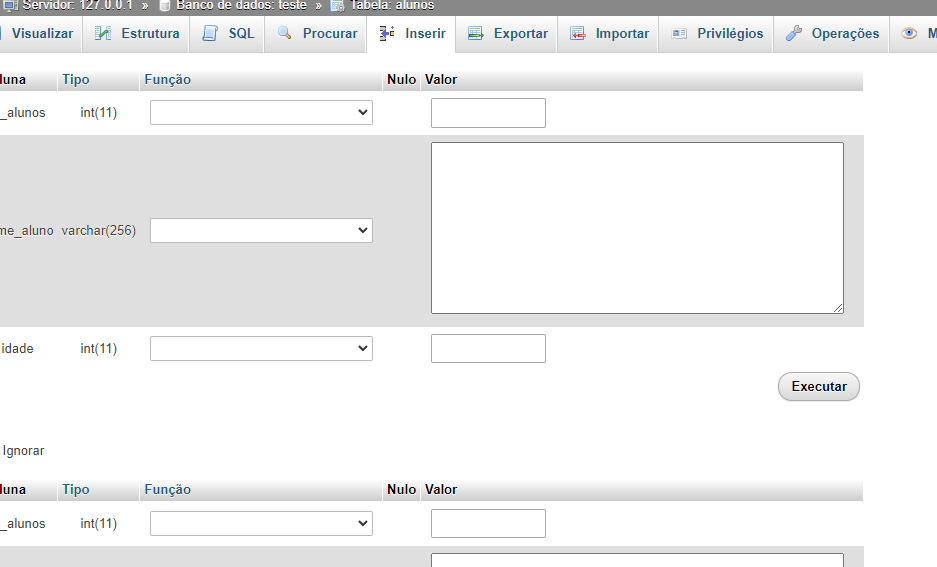 Servidor: 127.0.0.1 » Banco de dados: teste » Tabela: alunos
Visualizar Estrutura SQL Procurar Inserir Exportar Importar Privilégios Operações M
luna Tipo Função Nulo Valor
_alunos int(11)
me_aluno varchar(256)
idade int(11)
Executar
Ignorar
luna Tipo Função Nulo Valor
_alunos int(11)